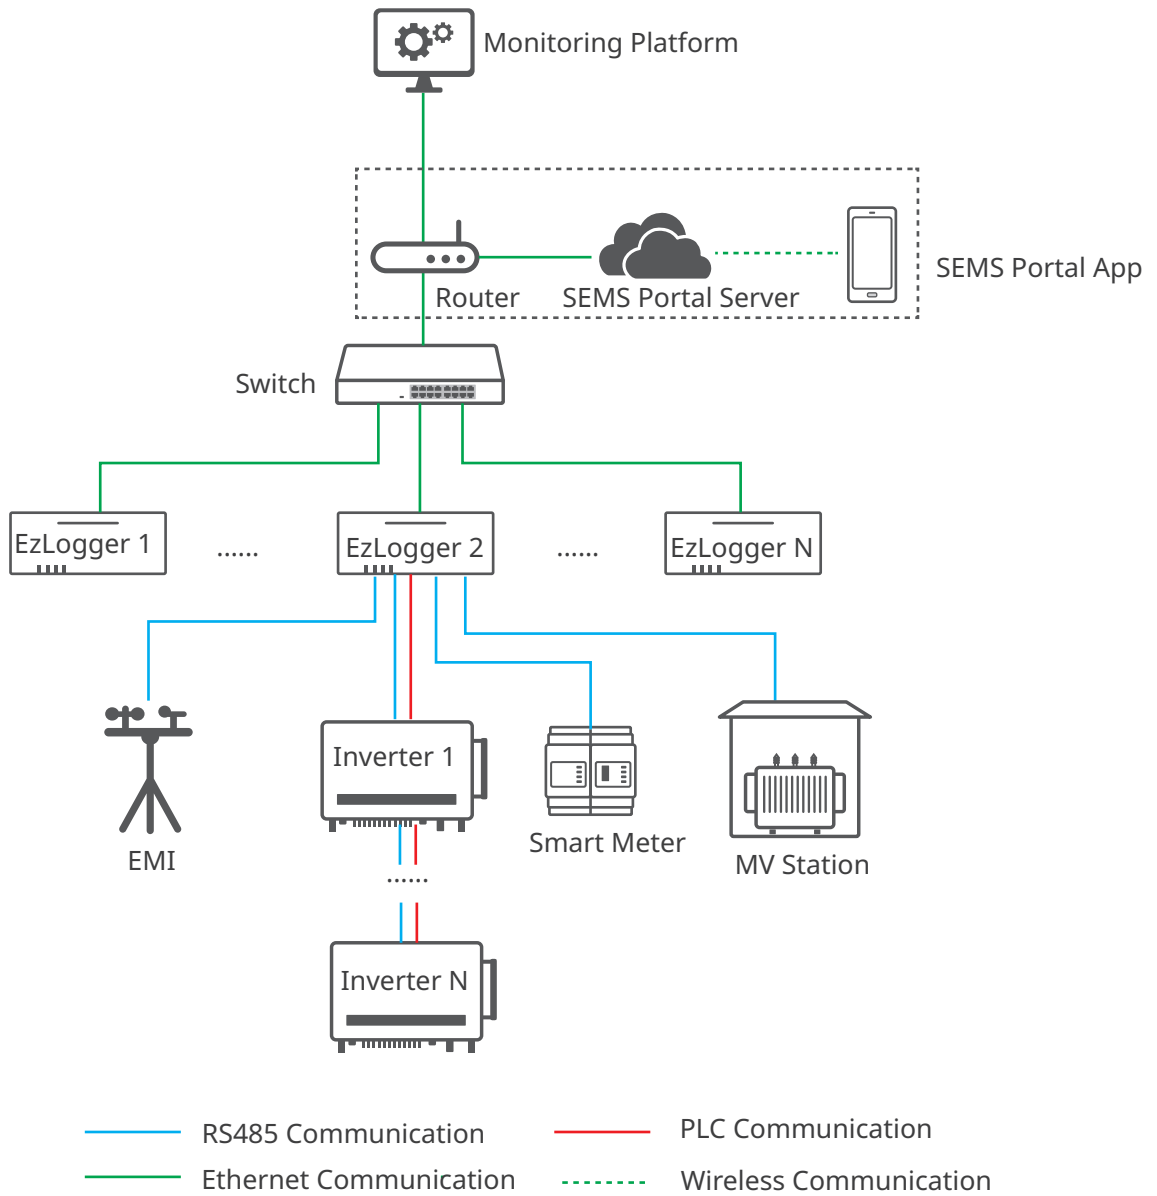 Monitoring Platform
Router
SEMS Portal Server
SEMS Portal App
Switch
EzLogger 1
......
EzLogger 2
......
EzLogger N
EMI
Inverter 1
Smart Meter
MV Station
......
Inverter N
RS485 Communication
PLC Communication
Ethernet Communication
Wireless Communication